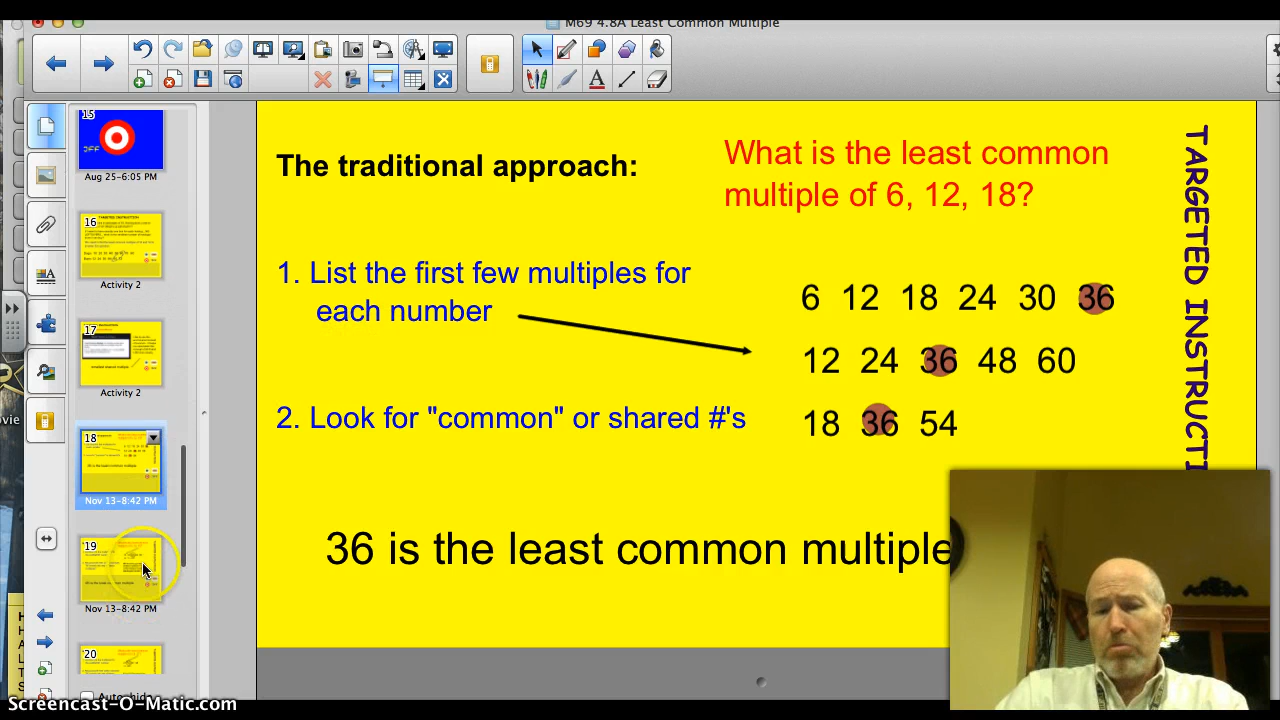 M69 4.8A Least Common Multiple
15
Aug 25-6:05 PM
16
Activity 2
17
Activity 2
18
Nov 13-8:42 PM
19
Nov 13-8:42 PM
20
The traditional approach:
What is the least common
multiple of 6, 12, 18?
1. List the first few multiples for
each number
6 12 18 24 30 36
12 24 36 48 60
2. Look for "common" or shared #'s
18 36 54
36 is the least common multiple
TARGETED INSTRUCTI
Screencast-O-Matic.com